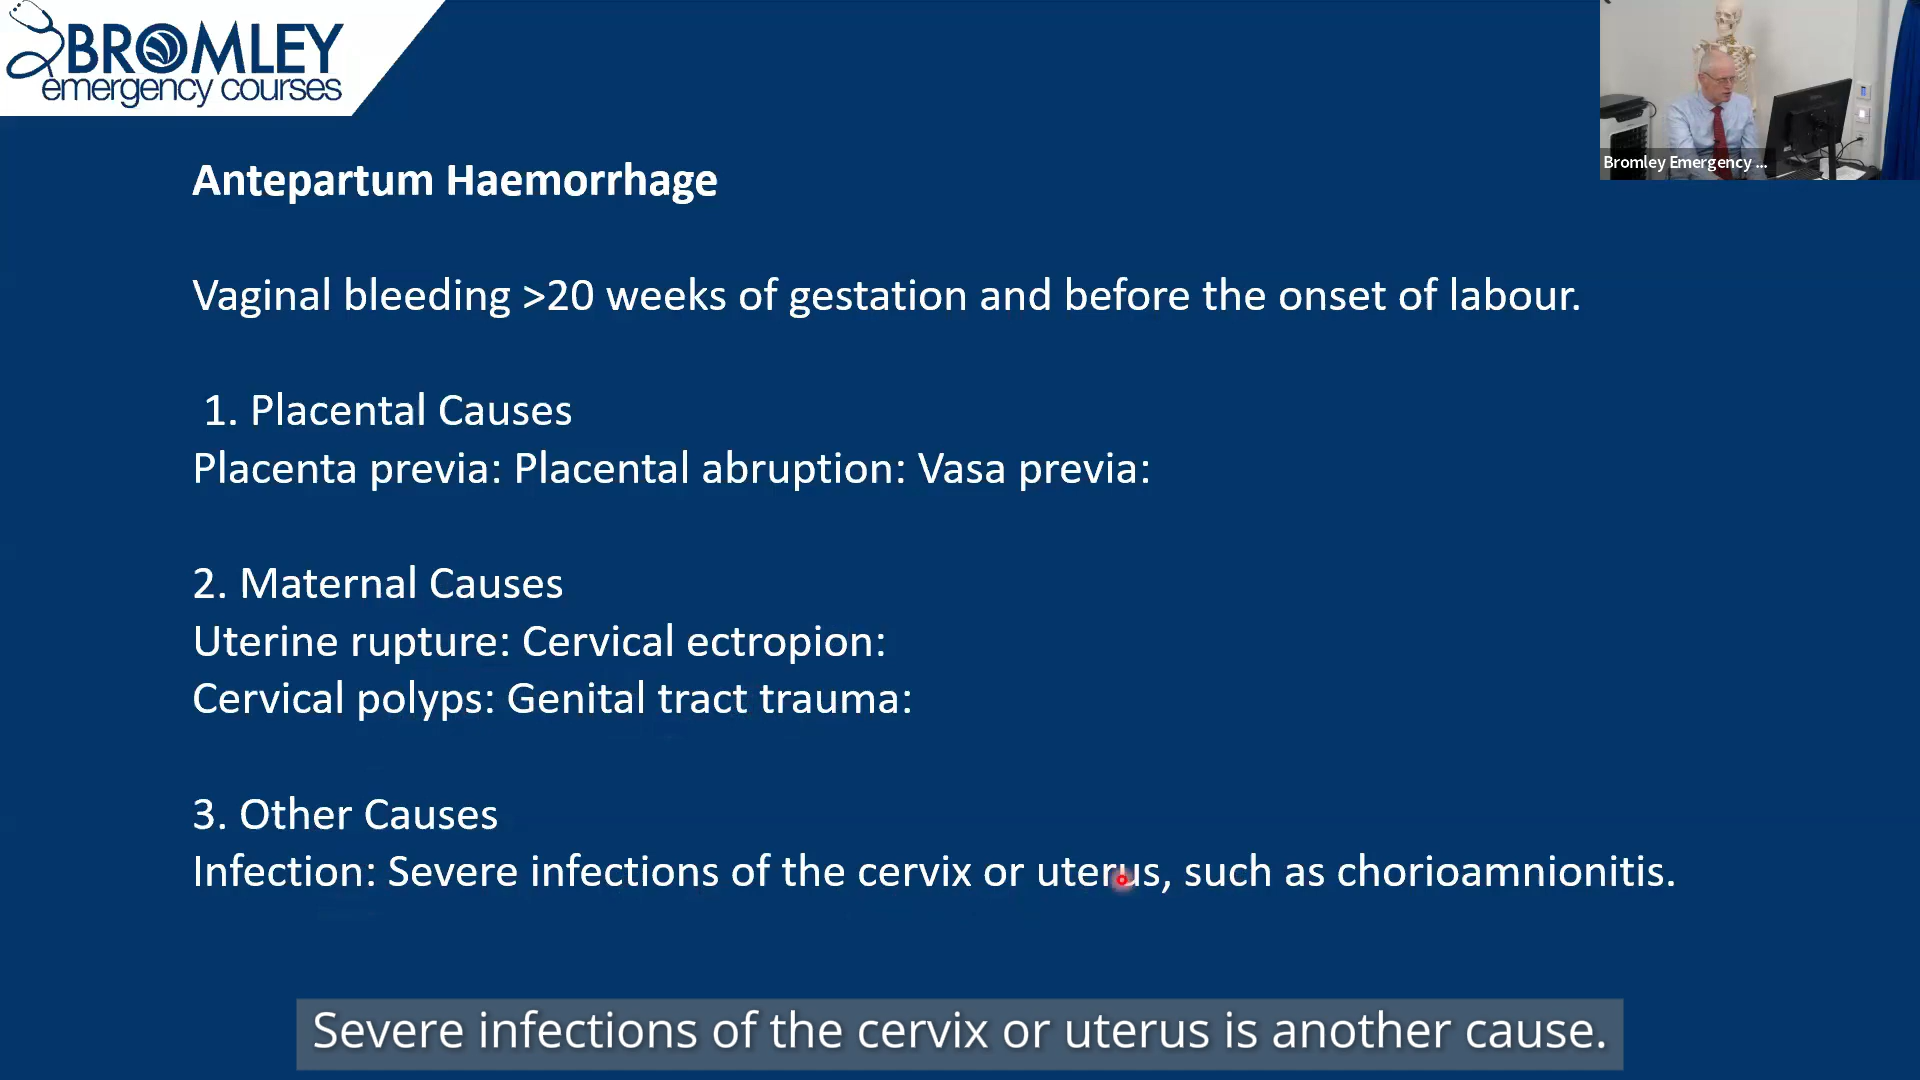 BROMLEY
emergency courses
Bromley Emergency ...
Antepartum Haemorrhage
Vaginal bleeding >20 weeks of gestation and before the onset of labour.
1. Placental Causes
Placenta previa: Placental abruption: Vasa previa:
2. Maternal Causes
Uterine rupture: Cervical ectropion:
Cervical polyps: Genital tract trauma:
3. Other Causes
Infection: Severe infections of the cervix or uterus, such as chorioamnionitis.
Severe infections of the cervix or uterus is another cause.